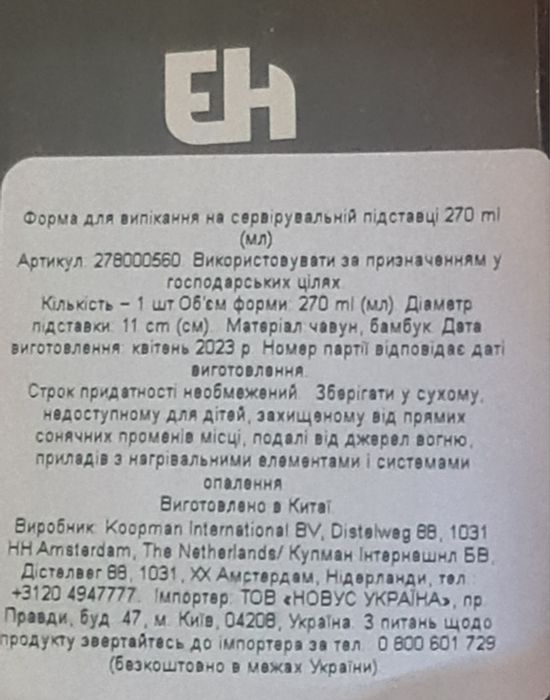 EH
Форма для випікання на сервірувальній підставці 270 ml
(мл)
Артикул: 278000560. Використовувати за призначенням у
господарських цілях.
Кількість – 1 шт. Об'єм форми: 270 ml (мл). Діаметр
підставки: 11 cm (см). Матеріал: чавун, бамбук. Дата
виготовлення: квітень 2023 р. Номер партії відповідає даті
виготовлення.
Строк придатності необмежений. Зберігати у сухому,
недоступному для дітей, захищеному від прямих
сонячних променів місці, подалі від джерел вогню,
приладів з нагрівальними елементами і системами
опалення.
Виготовлено в Китаї.
Виробник: Koopman International BV, Distelweg 88, 1031
HH Amsterdam, The Netherlands/ Купман Інтернешнл БВ,
Дістелвег 88, 1031, ХХ Амстердам, Нідерланди, тел.:
+3120 4947777. Імпортер: ТОВ «НОВУС УКРАЇНА», пр.
Правди, буд. 47, м. Київ, 04208, Україна. З питань щодо
продукту звертайтесь до імпортера за тел.: 0 800 601 729
(безкоштовно в межах України)